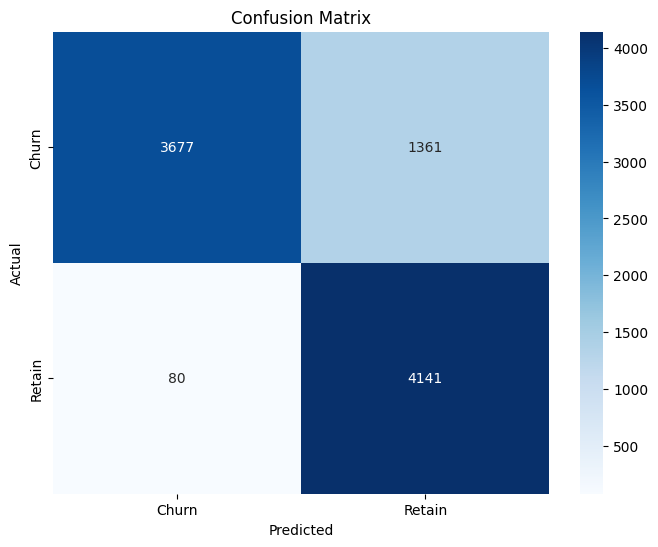 Confusion Matrix
Churn
3677
1361
Actual
Retain
80
4141
Churn
Retain
Predicted
4000
3500
3000
2500
2000
1500
1000
500